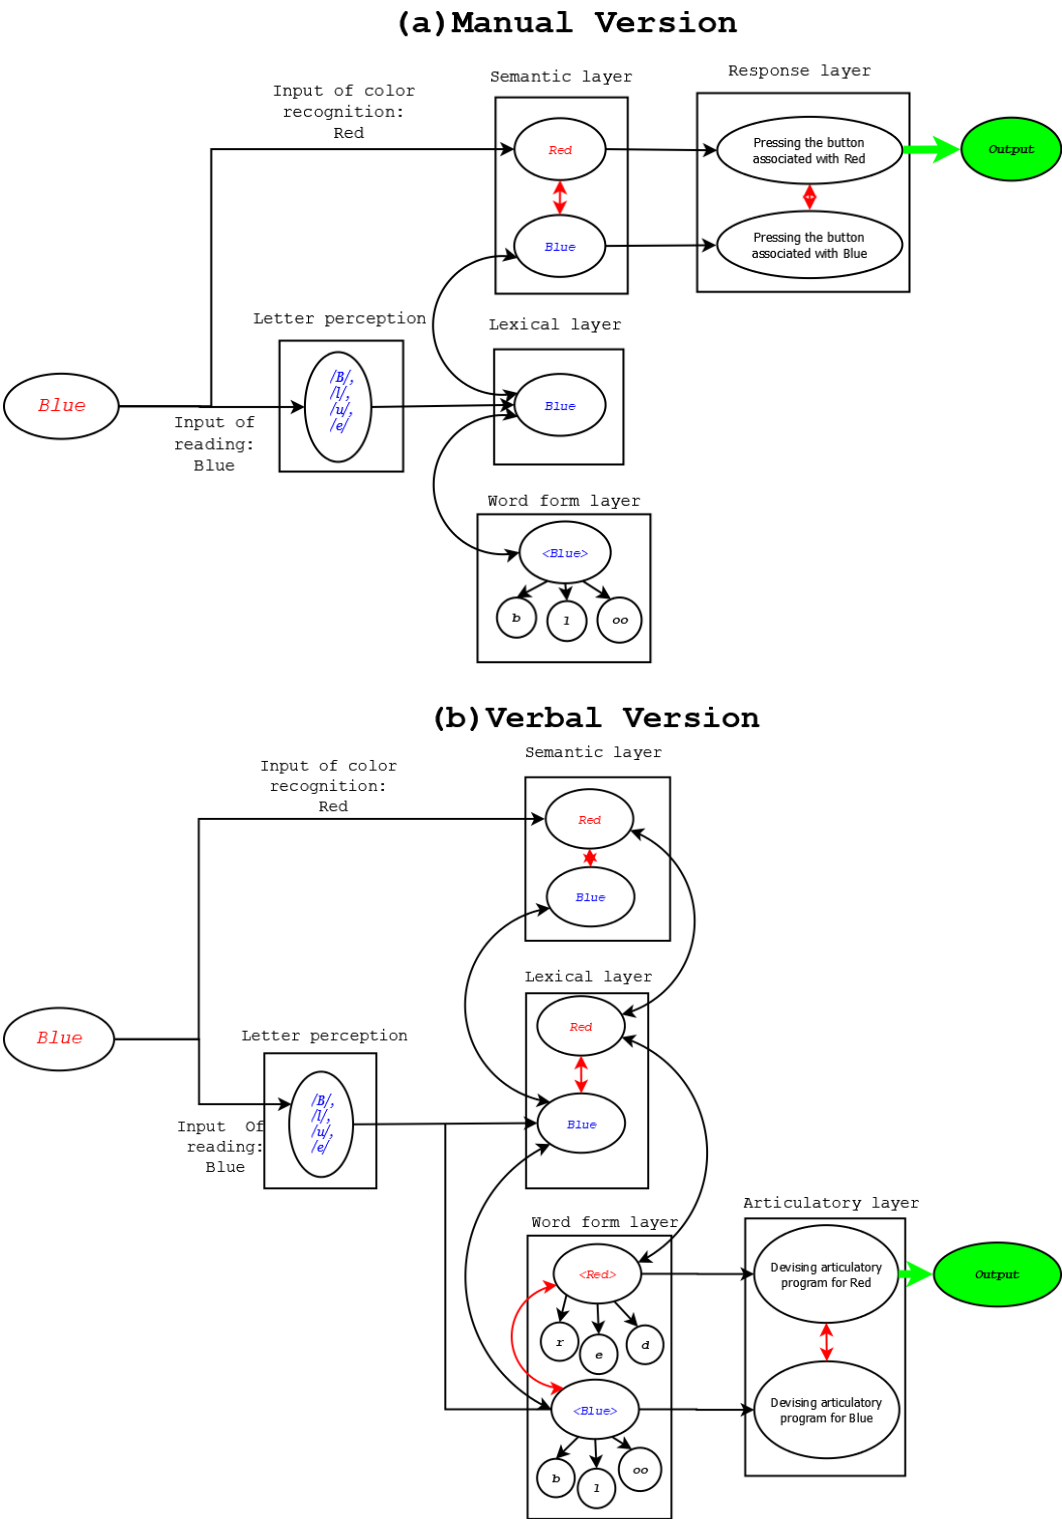 (a)Manual Version
Semantic layer
Response layer
Input of color
recognition:
Red
Red
Pressing the button
associated with Red
Output
Blue
Pressing the button
associated with Blue
Letter perception
Lexical layer
/B/,
/l/,
/u/,
/e/
Blue
Blue
Input of
reading:
Blue
Word form layer
<Blue>
b
l
oo
(b)Verbal Version
Semantic layer
Input of color
recognition:
Red
Red
Blue
Lexical layer
Red
Blue
Letter perception
/B/,
/l/,
/u/,
/e/
Input Of
reading:
Blue
Blue
Word form layer
Articulatory layer
<Red>
r
e
d
Devising articulatory
program for Red
Output
<Blue>
b
l
oo
Devising articulatory
program for Blue